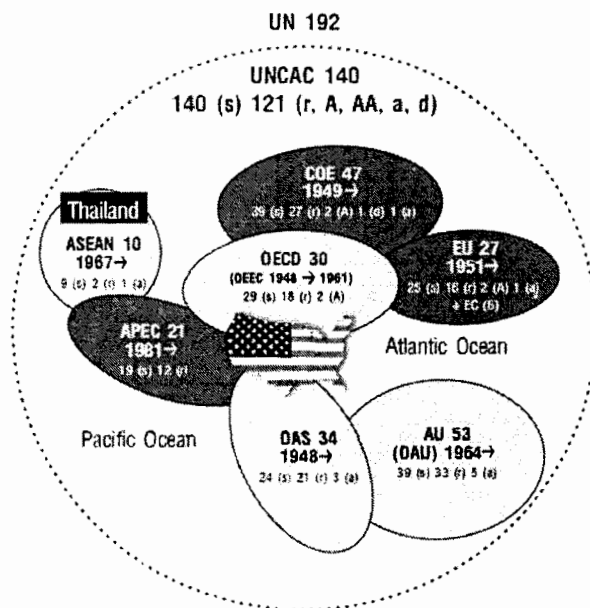 UN 192
UNCAC 140
140 (s) 121 (r, A, AA, a, d)
COE 47
1949→
39 (s) 27 (r) 2 (A) 1 (d) 1 (a)
Thailand
ASEAN 10
1967→
9 (s) 2 (r) 1 (a)
OECD 30
(OEEC 1948 → 1961)
29 (s) 18 (r) 2 (A)
EU 27
1951→
25 (s) 16 (r) 2 (A) 1 (a)
+ EC (6)
APEC 21
1981→
19 (s) 12 (r)
Atlantic Ocean
Pacific Ocean
OAS 34
1948→
24 (s) 21 (r) 3 (a)
AU 53
(OAU) 1964→
39 (s) 33 (r) 5 (a)